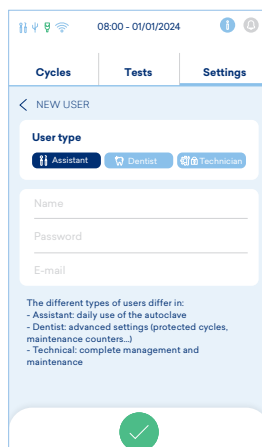 08:00 - 01/01/2024
Cycles Tests Settings
NEW USER
User type
Assistant Dentist Technician
Name
Password
E-mail
The different types of users differ in:
- Assistant: daily use of the autoclave
- Dentist: advanced settings (protected cycles,
maintenance counters...)
- Technical: complete management and
maintenance